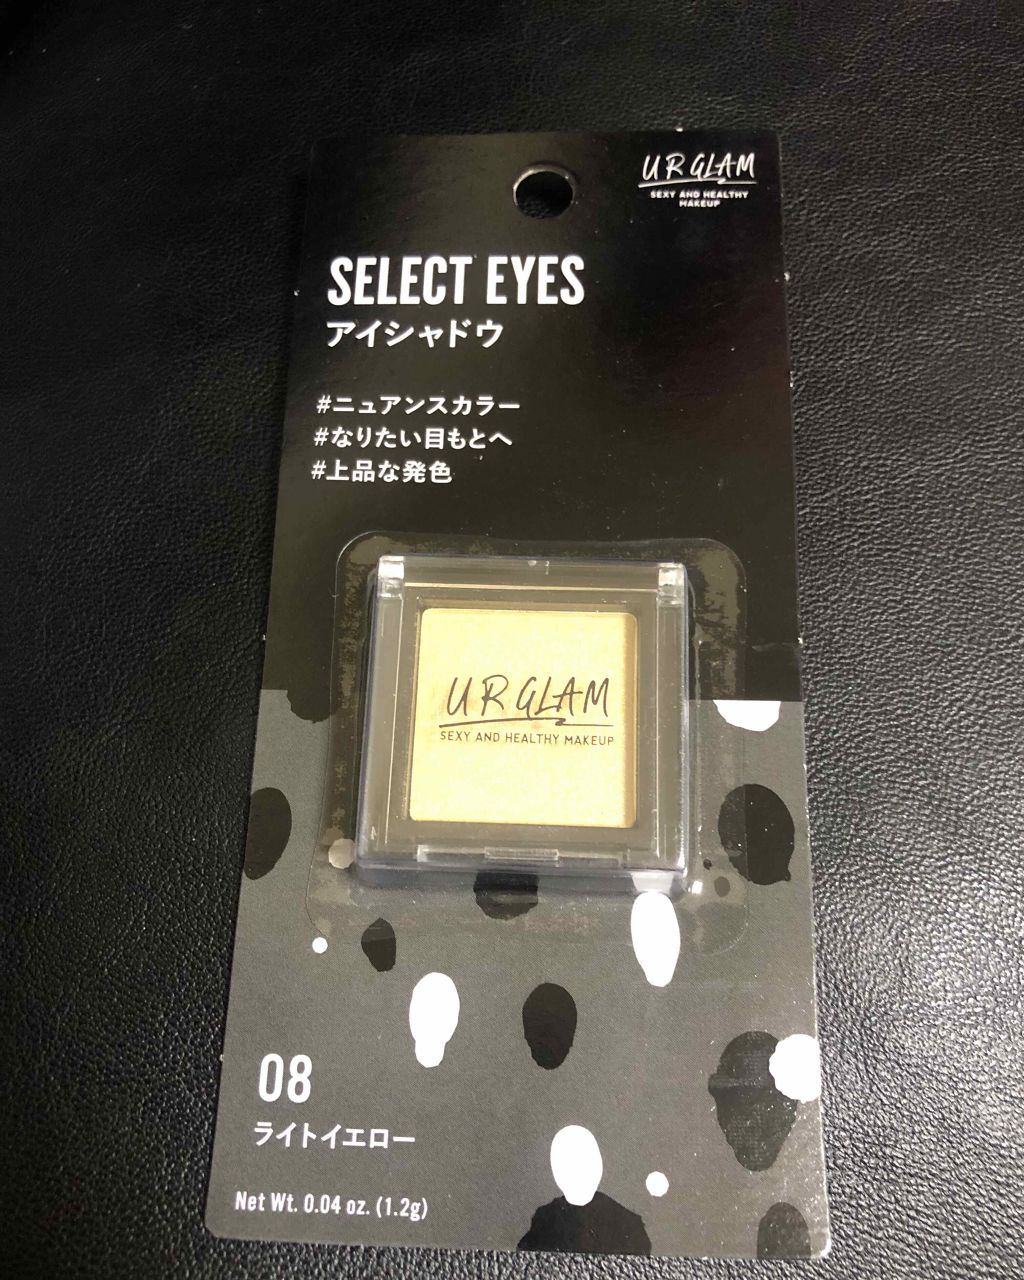 UR GLAM
SEXY AND HEALTHY
MAKEUP
SELECT EYES
アイシャドウ
#ニュアンスカラー
#なりたい目もとへ
#上品な発色
UR GLAM
SEXY AND HEALTHY MAKEUP
08
ライトイエロー
Net Wt. 0.04 oz. (1.2g)